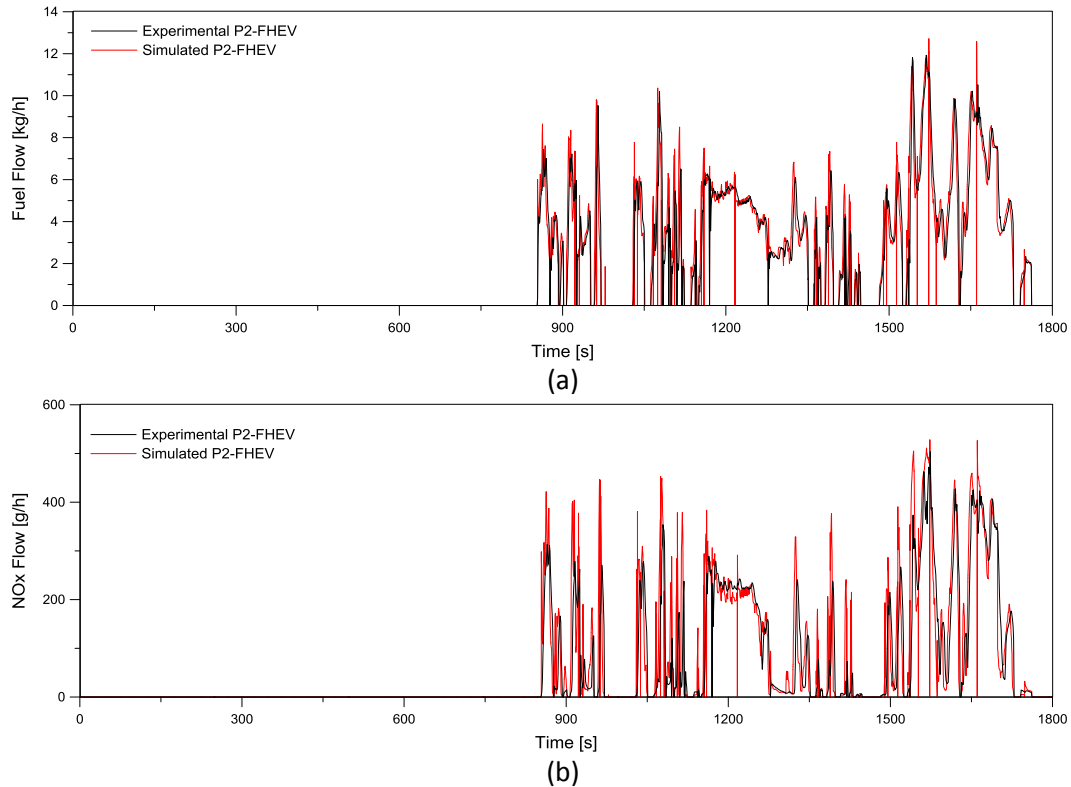 14
12
10
8
6
4
2
0
Fuel Flow [kg/h]
Experimental P2-FHEV
Simulated P2-FHEV
0 300 600 900 1200 1500 1800
Time [s]
(a)
600
400
200
0
NOx Flow [g/h]
Experimental P2-FHEV
Simulated P2-FHEV
0 300 600 900 1200 1500 1800
Time [s]
(b)